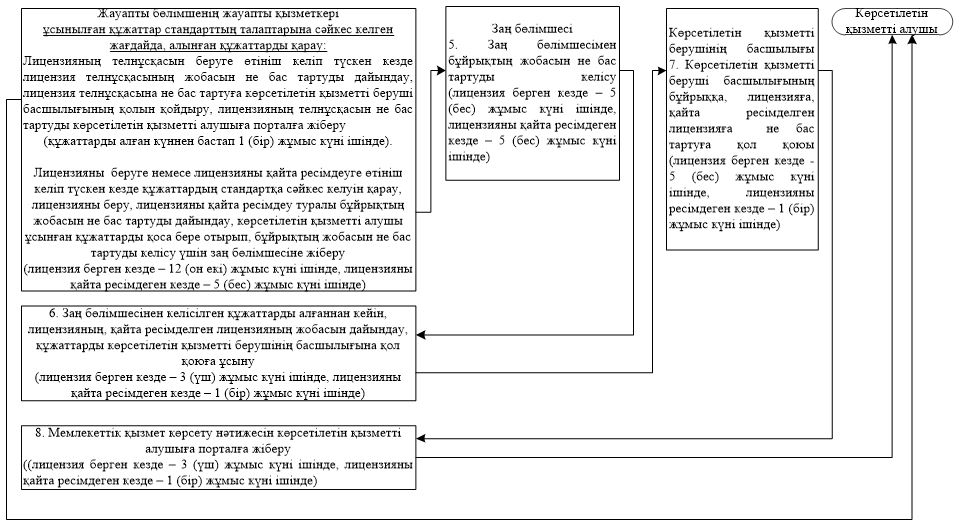 Жауапты бөлімшенің жауапты қызметкері
ұсынылған құжаттар стандарттың талаптарына сәйкес келген
жағдайда, алынған құжаттарды қарау:
Лицензияның телнұсқасын беруге өтініш келіп түскен кезде
лицензия телнұсқасының жобасын не бас тартуды дайындау,
лицензия телнұсқасына не бас тартуға көрсетілетін қызметті беруші
басшылығының қолын қойдыру, лицензияның телнұсқасын не бас
тартуды көрсетілетін қызметті алушыға порталға жіберу
(құжаттарды алған күннен бастап 1 (бір) жұмыс күні ішінде).
Лицензияны беруге немесе лицензияны қайта ресімдеуге өтініш
келіп түскен кезде құжаттардың стандартқа сәйкес келуін қарау,
лицензияны беру, лицензияны қайта ресімдеу туралы бұйрықтың
жобасын не бас тартуды дайындау, көрсетілетін қызметті алушы
ұсынған құжаттарды қоса бере отырып, бұйрықтың жобасын не бас
тартуды келісу үшін заң бөлімшесіне жіберу
(лицензия берген кезде – 12 (он екі) жұмыс күні ішінде, лицензияны
қайта ресімдеген кезде – 5 (бес) жұмыс күні ішінде)
Заң бөлімшесі
5. Заң бөлімшесімен
бұйрықтың жобасын не бас
тартуды келісу
(лицензия берген кезде – 5
(бес) жұмыс күні ішінде,
лицензияны қайта ресімдеген
кезде – 5 (бес) жұмыс күні
ішінде)
6. Заң бөлімшесінен келісілген құжаттарды алғаннан кейін,
лицензияның, қайта ресімделген лицензияның жобасын дайындау,
құжаттарды көрсетілетін қызметті берушінің басшылығына қол
қоюға ұсыну
(лицензия берген кезде – 3 (үш) жұмыс күні ішінде, лицензияны
қайта ресімдеген кезде – 1 (бір) жұмыс күні ішінде)
Көрсетілетін қызметті
берушінің басшылығы
7. Көрсетілетін қызметті
беруші басшылығының
бұйрыққа, лицензияға,
қайта ресімделген
лицензияға не бас
тартуға қол қоюы
(лицензия берген кезде -
5 (бес) жұмыс күні
ішінде, лицензияны
ресімдеген кезде – 1 (бір)
жұмыс күні ішінде)
8. Мемлекеттік қызмет көрсету нәтижесін көрсетілетін қызметті
алушыға порталға жіберу
((лицензия берген кезде – 3 (үш) жұмыс күні ішінде, лицензияны
қайта ресімдеген кезде – 1 (бір) жұмыс күні ішінде)
Көрсетілетін
қызметті алушы